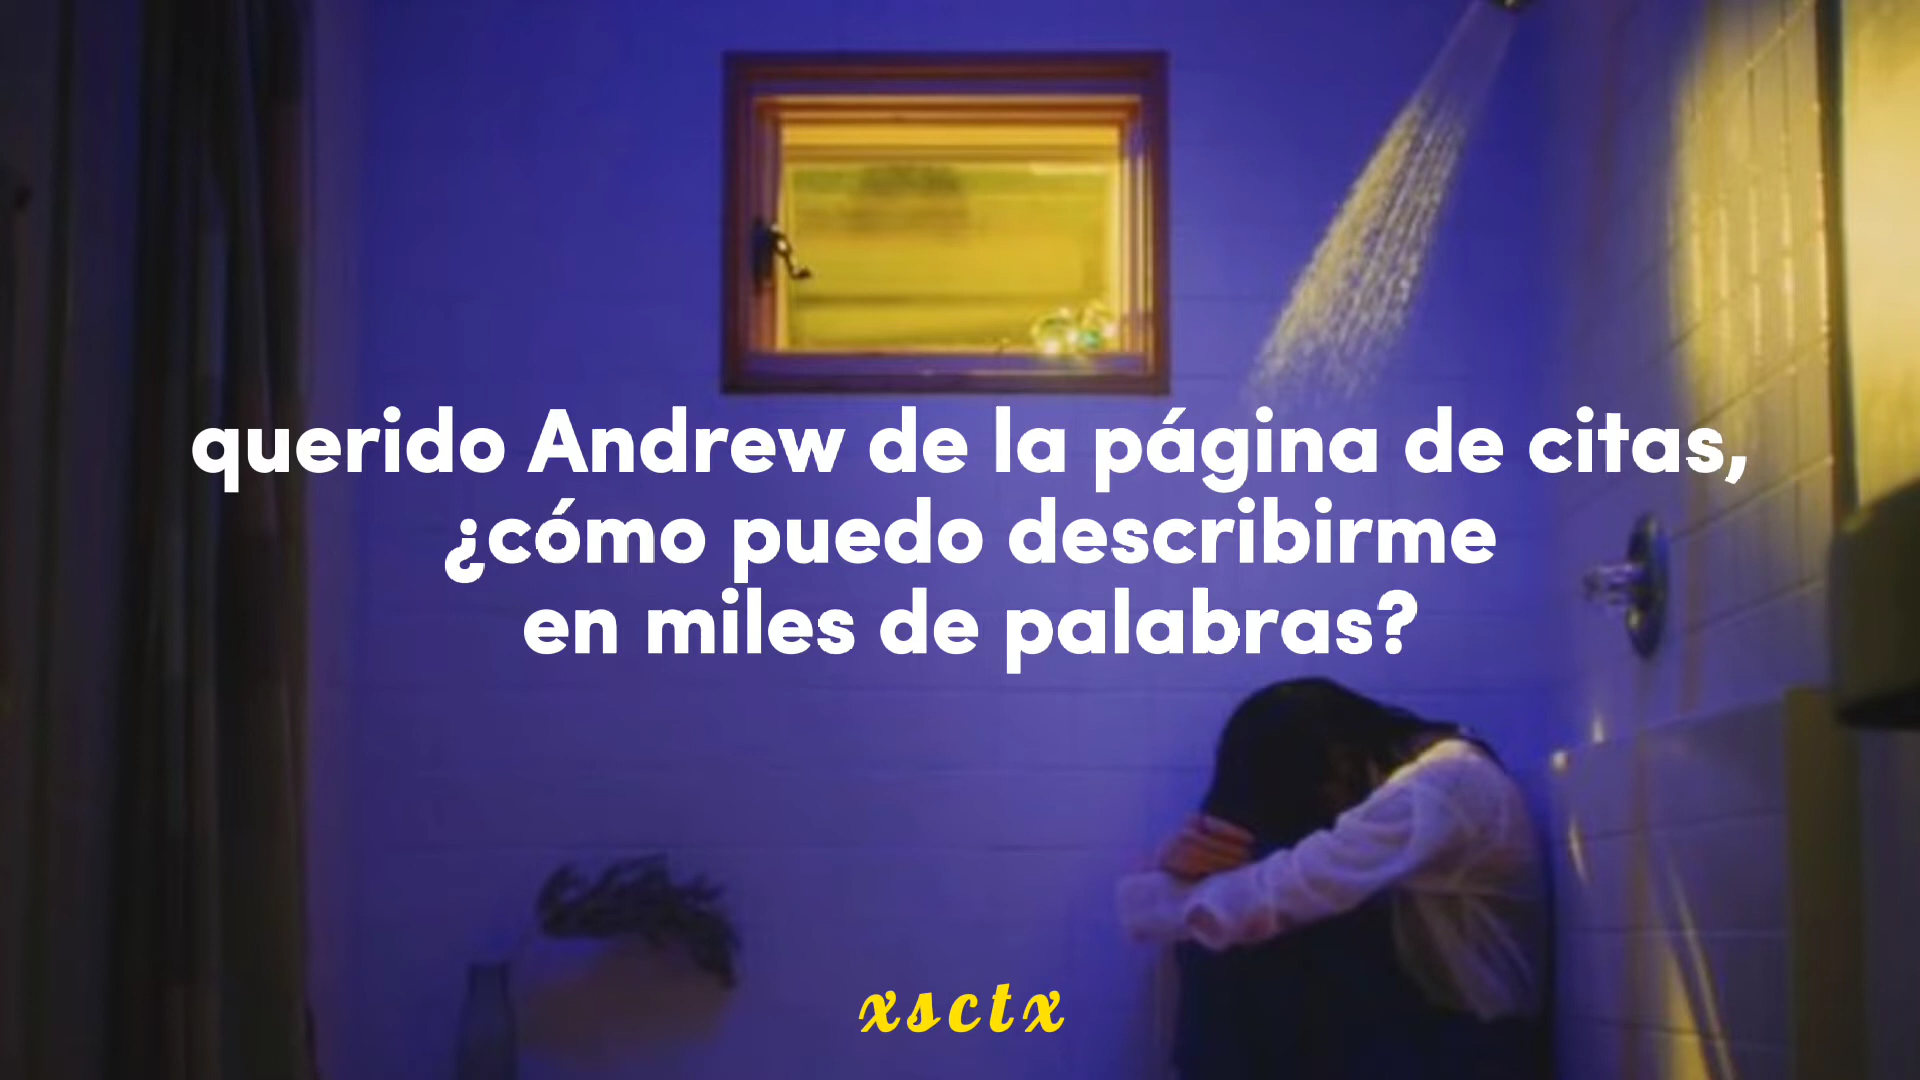 querido Andrew de la página de citas,
¿cómo puedo describirme
en miles de palabras?
xsctx